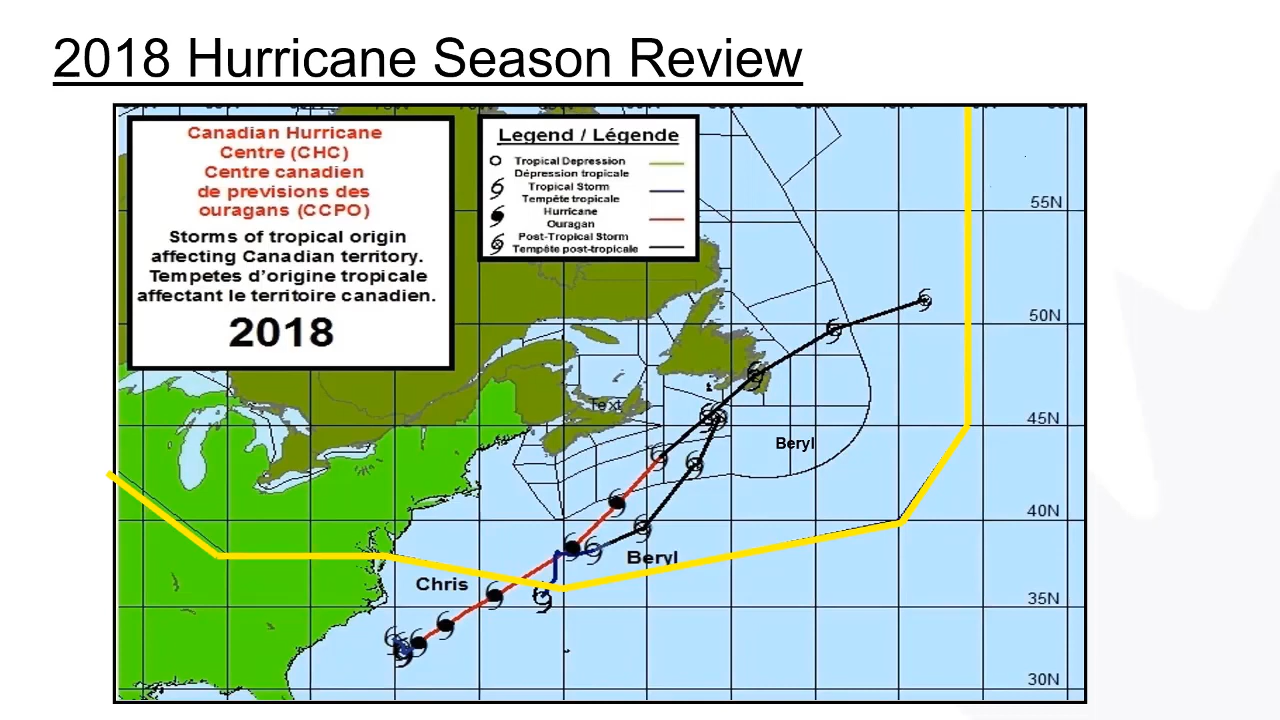 2018 Hurricane Season Review
Canadian Hurricane
Centre (CHC)
Centre canadien
de previsions des
ouragans (CCPO)
Storms of tropical origin
affecting Canadian territory.
Tempetes d'origine tropicale
affectant le territoire canadien.
2018
Legend / Légende
Tropical Depression
Dépression tropicale
Tropical Storm
Tempête tropicale
Hurricane
Ouragan
Post-Tropical Storm
Tempête post-tropicale
55N
50N
Text
45N
Beryl
40N
Beryl
Chris
35N
30N